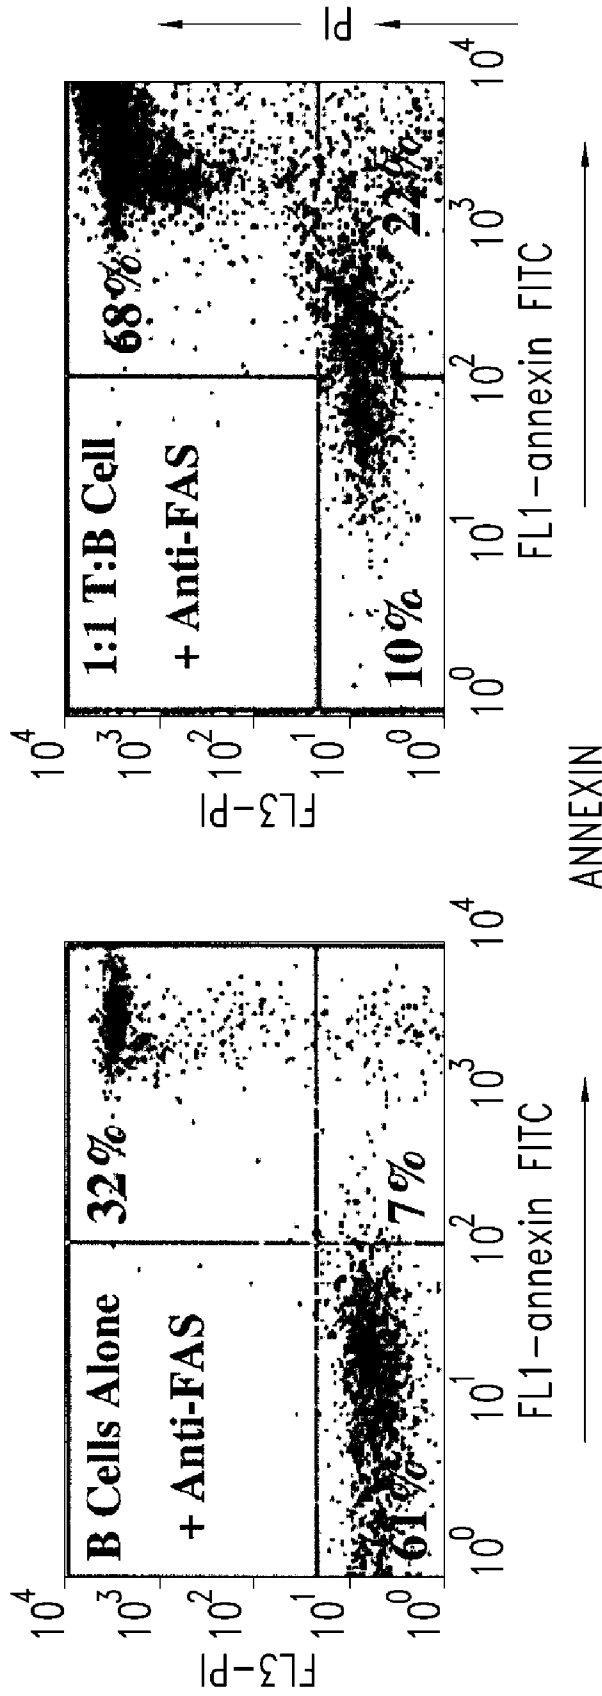 B Cells Alone
+ Anti-FAS
32%
61%
7%
FL3-PI
10^4
10^3
10^2
10^1
10^0
10^0
10^1
10^2
10^3
10^4
FL1-annexin FITC
1:1 T:B Cell
+ Anti-FAS
68%
10%
22%
FL3-PI
10^4
10^3
10^2
10^1
10^0
10^0
10^1
10^2
10^3
10^4
FL1-annexin FITC
PI
ANNEXIN